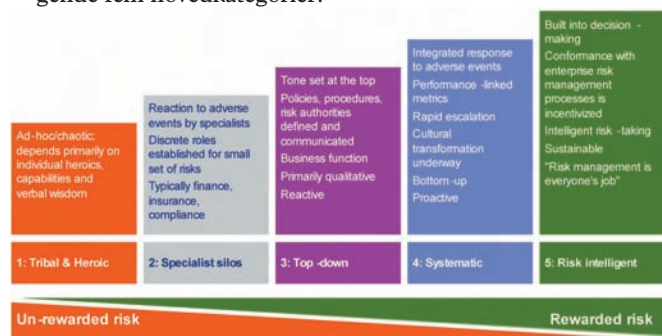 gende fem hovedkategorier:
Ad-hoc/chaotic;
depends primarily on
individual heroics,
capabilities and
verbal wisdom
Reaction to adverse
events by specialists
Discrete roles
established for small
set of risks
Typically finance,
insurance,
compliance
Tone set at the top
Policies, procedures,
risk authorities
defined and
communicated
Business function
Primarily qualitative
Reactive
Integrated response
to adverse events
Performance -linked
metrics
Rapid escalation
Cultural
transformation
underway
Bottom -up
Proactive
Built into decision -
making
Conformance with
enterprise risk
management
processes is
incentivized
Intelligent risk -taking
Sustainable
"Risk management is
everyone's job"
1: Tribal & Heroic
2: Specialist silos
3: Top -down
4: Systematic
5: Risk intelligent
Un-rewarded risk
Rewarded risk